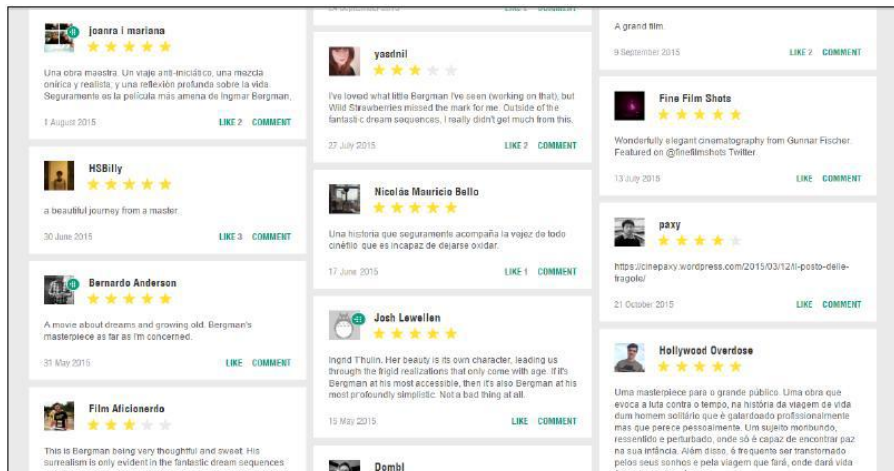 joanra i mariana
Una obra maestra. Un viaje anti-iniciático, una mezcla
onírica y realista, y una reflexión profunda sobre la vida.
Seguramente es la película más amena de Ingmar Bergman,
1 August 2015
LIKE 2 COMMENT
HSBilly
a beautiful journey from a master.
30 June 2015
LIKE 3 COMMENT
Bernardo Anderson
A movie about dreams and growing old. Bergman's
masterpiece as far as I'm concerned.
31 May 2015
LIKE COMMENT
Film Aficionerdo
This is Bergman being very thoughtful and sweet. His
surrealism is only evident in the fantastic dream sequences
yasdnil
I've loved what little Bergman I've seen (working on that), but
Wild Strawberries missed the mark for me. Outside of the
fantastic dream sequences, I really didn't get much from this,
27 July 2015
LIKE 2 COMMENT
Nicolás Mauricio Bello
Una historia que seguramente acompaña la vejez de todo
cinéfilo que es incapaz de dejarse oxidar.
17 June 2015
LIKE 1 COMMENT
Josh Lewellen
Ingrid Thulin. Her beauty is its own character, leading us
through the frigid realizations that only come with age. If it's
Bergman at his most accessible, then it's also Bergman at his
most profoundly simplistic. Not a bad thing at all.
15 May 2015
LIKE COMMENT
Dombl
A grand film.
9 September 2015
LIKE 2 COMMENT
Fine Film Shots
Wonderfully elegant cinematography from Gunnar Fischer.
Featured on @finefilmshots Twitter.
13 July 2015
LIKE COMMENT
paxy
https://cinepaxy.wordpress.com/2015/03/12/il-posto-delle-
fragole/
21 October 2015
LIKE COMMENT
Hollywood Overdose
Uma masterpiece para o grande público. Uma obra que
evoca a luta contra o tempo, na história da viagem de vida
dum homem solitário que é galardoado profissionalmente
mas que perece pessoalmente. Um sujeito moribundo,
ressentido e perturbado, onde só é capaz de encontrar paz
na sua infância. Além disso, é frequente ser transtornado
pelos seus sonhos e pela viagem que fará, onde dará vida